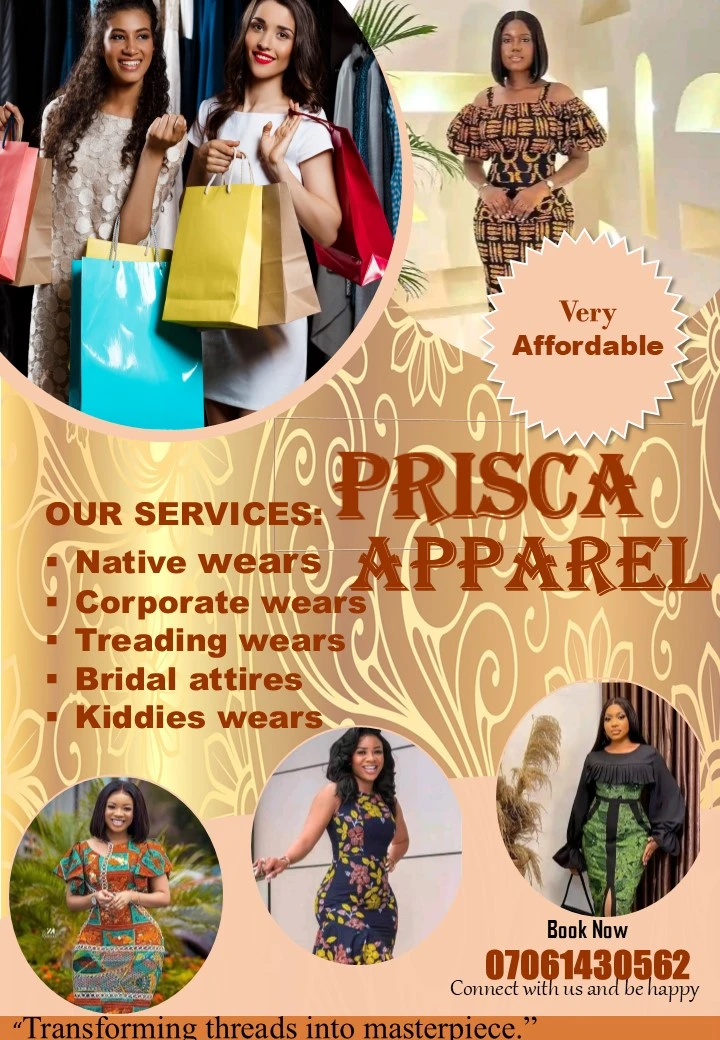 Very
Affordable
PRISCA
APPAREL
OUR SERVICES:
▪ Native wears
▪ Corporate wears
▪ Treading wears
▪ Bridal attires
▪ Kiddies wears
Book Now
07061430562
Connect with us and be happy
“Transforming threads into masterpiece.”